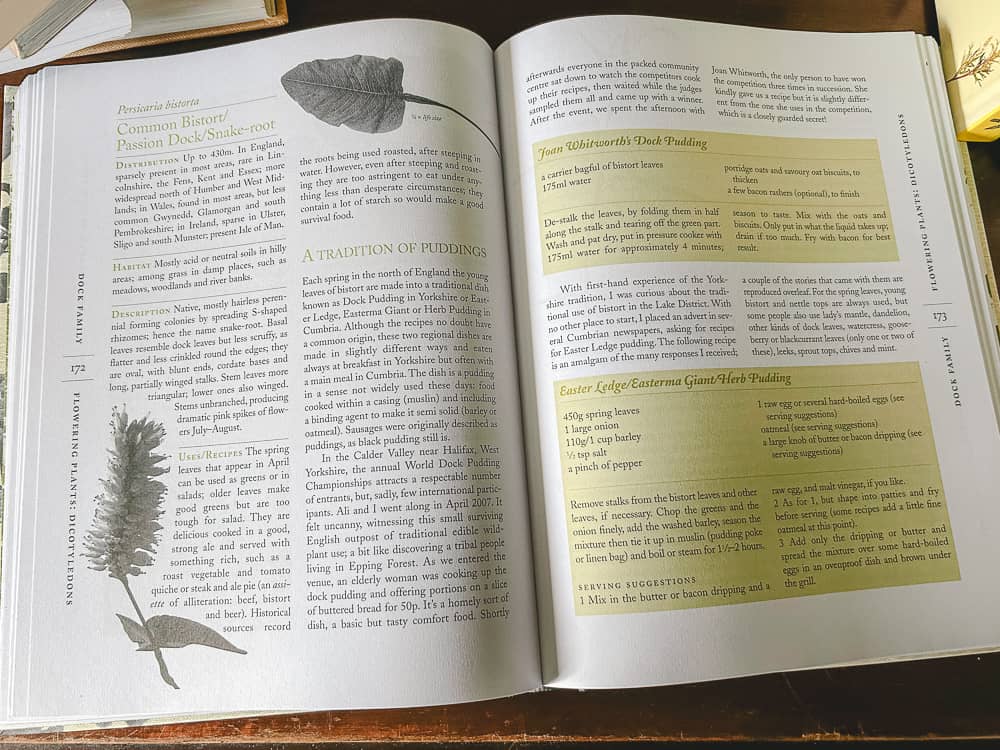 Persicaria bistorta
Common Bistort/
Passion Dock/Snake-root
DISTRIBUTION Up to 430m. In England,
sparsely present in most areas, rare in Lin-
colnshire, the Fens, Kent and Essex; more
widespread north of Humber and West Mid-
lands; in Wales, found in most areas, but less
common Gwynedd, Glamorgan and south
Pembrokeshire; in Ireland, sparse in Ulster,
Sligo and south Munster; present Isle of Man.
HABITAT Mostly acid or neutral soils in hilly
areas; among grass in damp places, such as
meadows, woodlands and river banks.
DESCRIPTION Native, mostly hairless peren-
nial forming colonies by spreading S-shaped
rhizomes; hence the name snake-root. Basal
leaves resemble dock leaves but less scruffy, as
flatter and less crinkled round the edges; they
are oval, with blunt ends, cordate bases and
long, partially winged stalks. Stem leaves more
triangular; lower ones also winged.
Stems unbranched, producing
dramatic pink spikes of flow-
ers July–August.
USES/RECIPES The spring
leaves that appear in April
can be used as greens or in
salads; older leaves make
good greens but are too
tough for salad. They are
delicious cooked in a good,
strong ale and served with
something rich, such as a
roast vegetable and tomato
quiche or steak and ale pie (an assi-
ette of alliteration: beef, bistort
and beer). Historical
sources record
¼ × life size
the roots being used roasted, after steeping in
water. However, even after steeping and roast-
ing they are too astringent to eat under any-
thing less than desperate circumstances; they
contain a lot of starch so would make a good
survival food.
A TRADITION OF PUDDINGS
Each spring in the north of England the young
leaves of bistort are made into a traditional dish
known as Dock Pudding in Yorkshire or East-
er Ledge, Easterma Giant or Herb Pudding in
Cumbria. Although the recipes no doubt have
a common origin, these two regional dishes are
made in slightly different ways and eaten
always at breakfast in Yorkshire but often with
a main meal in Cumbria. The dish is a pudding
in a sense not widely used these days: food
cooked within a casing (muslin) and including
a binding agent to make it semi solid (barley or
oatmeal). Sausages were originally described as
puddings, as black pudding still is.
In the Calder Valley near Halifax, West
Yorkshire, the annual World Dock Pudding
Championships attracts a respectable number
of entrants, but, sadly, few international partic-
ipants. Ali and I went along in April 2007. It
felt uncanny, witnessing this small surviving
English outpost of traditional edible wild-
plant use; a bit like discovering a tribal people
living in Epping Forest. As we entered the
venue, an elderly woman was cooking up the
dock pudding and offering portions on a slice
of buttered bread for 50p. It's a homely sort of
dish, a basic but tasty comfort food. Shortly
DOCK FAMILY
172
FLOWERING PLANTS: DICOTYLEDONS
afterwards everyone in the packed community
centre sat down to watch the competitors cook
up their recipes, then waited while the judges
sampled them all and came up with a winner.
After the event, we spent the afternoon with
Joan Whitworth, the only person to have won
the competition three times in succession. She
kindly gave us a recipe but it is slightly differ-
ent from the one she uses in the competition,
which is a closely guarded secret!
Joan Whitworth's Dock Pudding
a carrier bagful of bistort leaves
175ml water
porridge oats and savoury oat biscuits, to
thicken
a few bacon rashers (optional), to finish
De-stalk the leaves, by folding them in half
along the stalk and tearing off the green part.
Wash and pat dry, put in pressure cooker with
175ml water for approximately 4 minutes;
season to taste. Mix with the oats and
biscuits. Only put in what the liquid takes up;
drain if too much. Fry with bacon for best
result.
With first-hand experience of the York-
shire tradition, I was curious about the tradi-
tional use of bistort in the Lake District. With
no other place to start, I placed an advert in sev-
eral Cumbrian newspapers, asking for recipes
for Easter Ledge pudding. The following recipe
is an amalgam of the many responses I received;
a couple of the stories that came with them are
reproduced overleaf. For the spring leaves, young
bistort and nettle tops are always used, but
some people also use lady's mantle, dandelion,
other kinds of dock leaves, watercress, goose-
berry or blackcurrant leaves (only one or two of
these), leeks, sprout tops, chives and mint.
Easter Ledge/Easterma Giant/Herb Pudding
450g spring leaves
1 large onion
110g/1 cup barley
½ tsp salt
a pinch of pepper
1 raw egg or several hard-boiled eggs (see
serving suggestions)
oatmeal (see serving suggestions)
a large knob of butter or bacon dripping (see
serving suggestions)
Remove stalks from the bistort leaves and other
leaves, if necessary. Chop the greens and the
onion finely, add the washed barley, season the
mixture then tie it up in muslin (pudding poke
or linen bag) and boil or steam for 1½–2 hours.
SERVING SUGGESTIONS
1 Mix in the butter or bacon dripping and a
raw egg, and malt vinegar, if you like.
2 As for 1, but shape into patties and fry
before serving (some recipes add a little fine
oatmeal at this point).
3 Add only the dripping or butter and
spread the mixture over some hard-boiled
eggs in an ovenproof dish and brown under
the grill.
FLOWERING PLANTS: DICOTYLEDONS
173
DOCK FAMILY